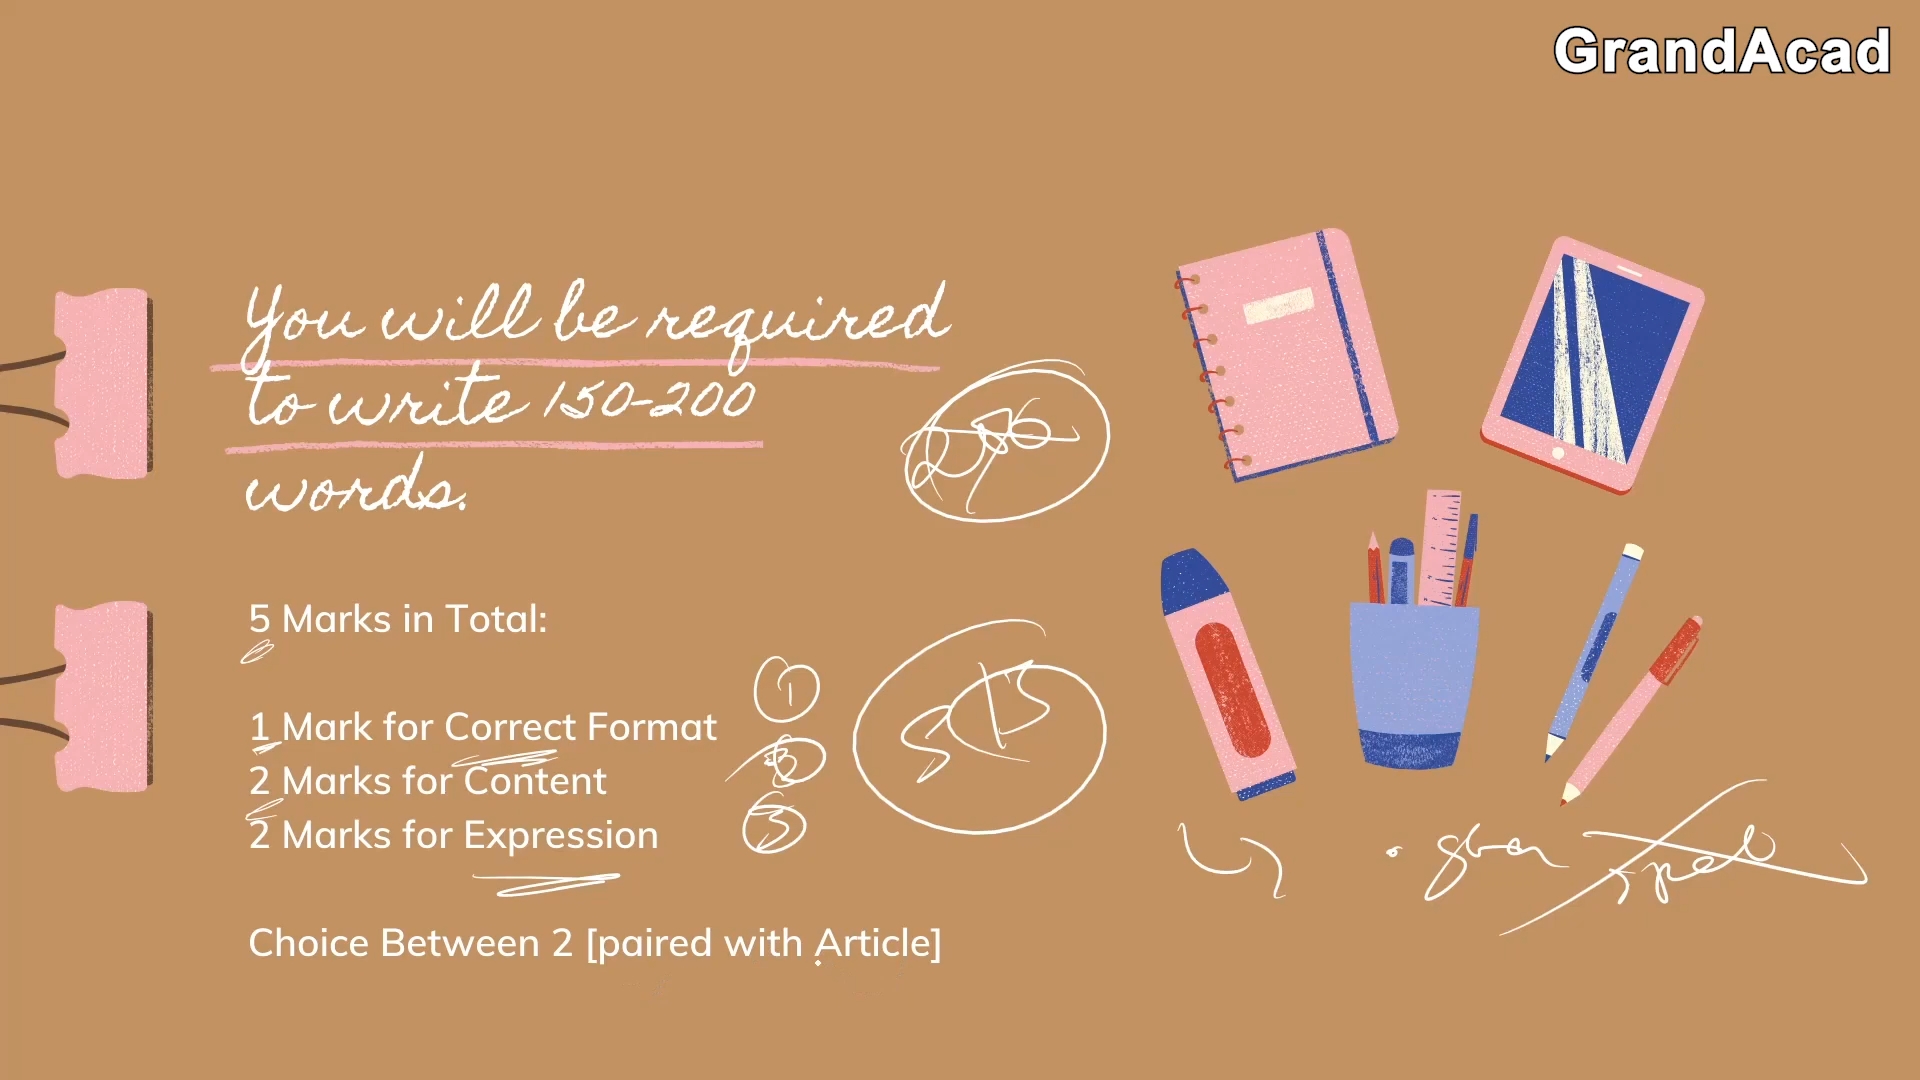 GrandAcad
You will be required
to write 150-200
words.
5 Marks in Total:
1 Mark for Correct Format
2 Marks for Content
2 Marks for Expression
Choice Between 2 [paired with Article]